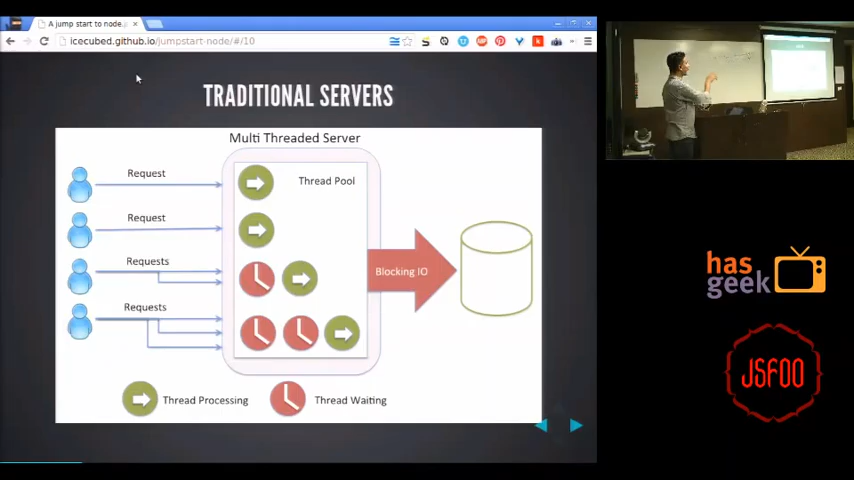 A jump start to node.
icecubed.github.io/jumpstart-node/#/10
TRADITIONAL SERVERS
Multi Threaded Server
Request
Thread Pool
Request
Requests
Blocking IO
Requests
Thread Processing
Thread Waiting
has
geek
JSFOO